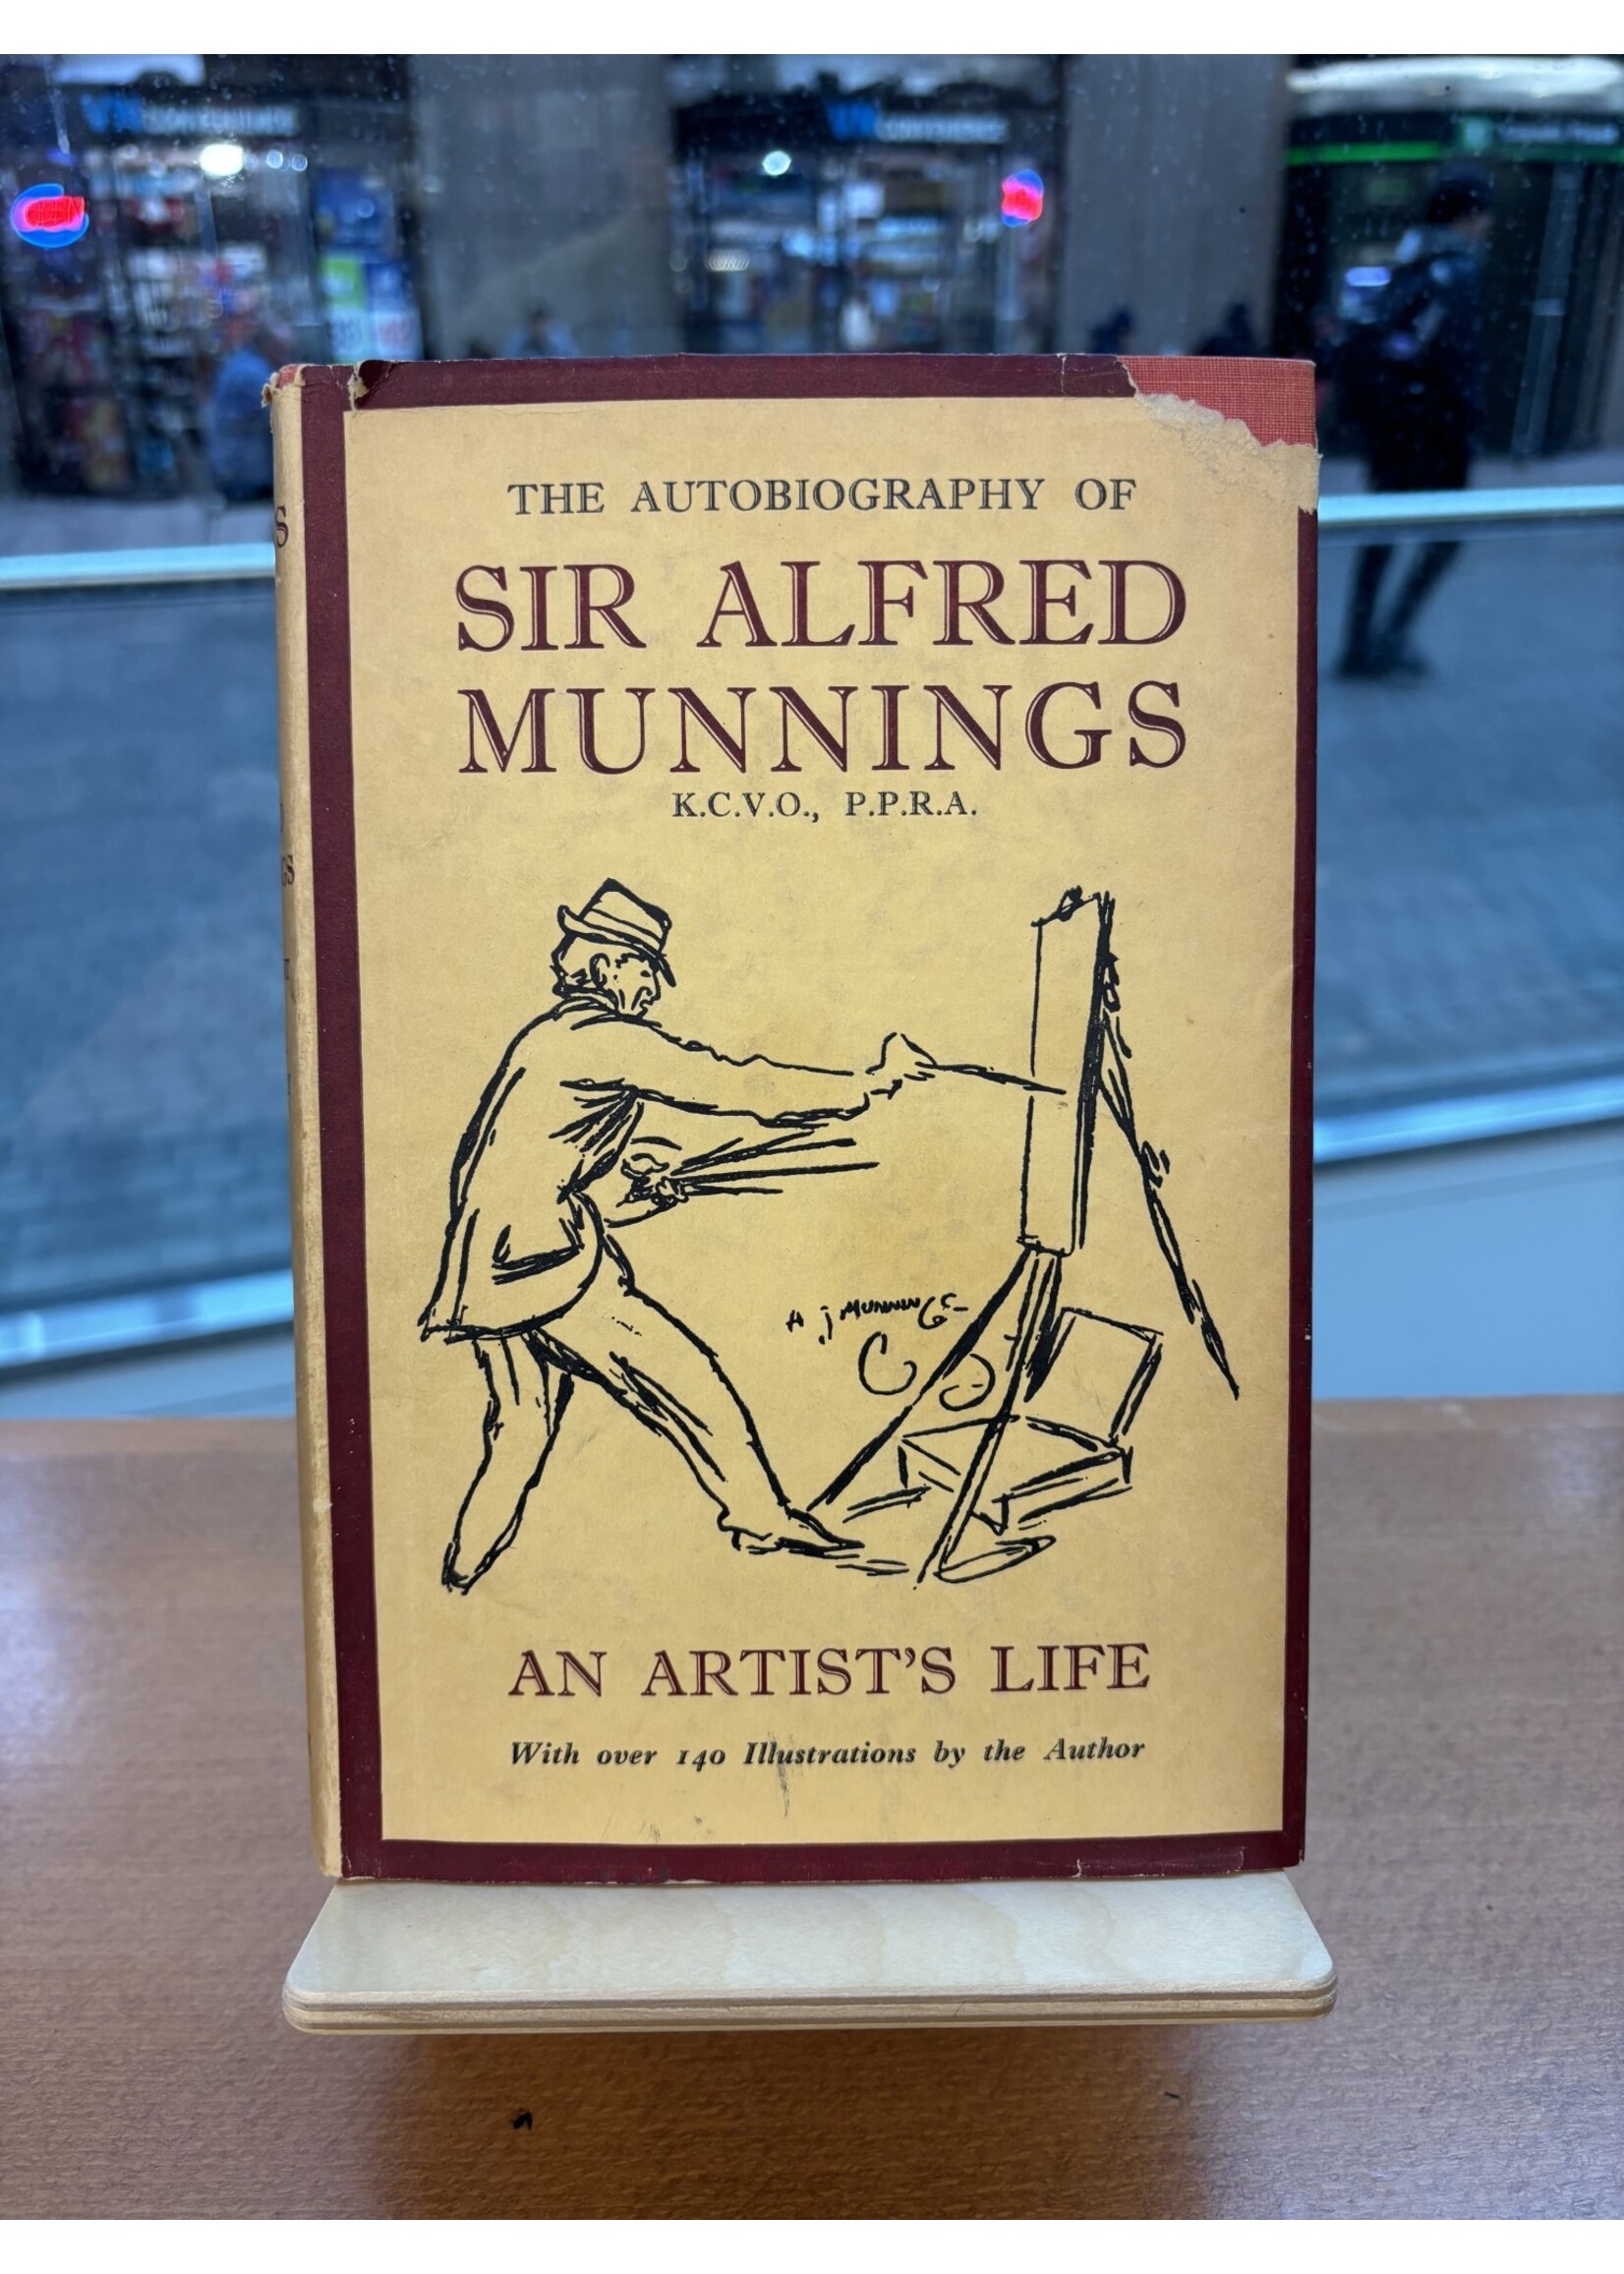 THE AUTOBIOGRAPHY OF
SIR ALFRED
MUNNINGS
K.C.V.O., P.P.R.A.
A. J. MUNNINGS
AN ARTIST'S LIFE
With over 140 Illustrations by the Author